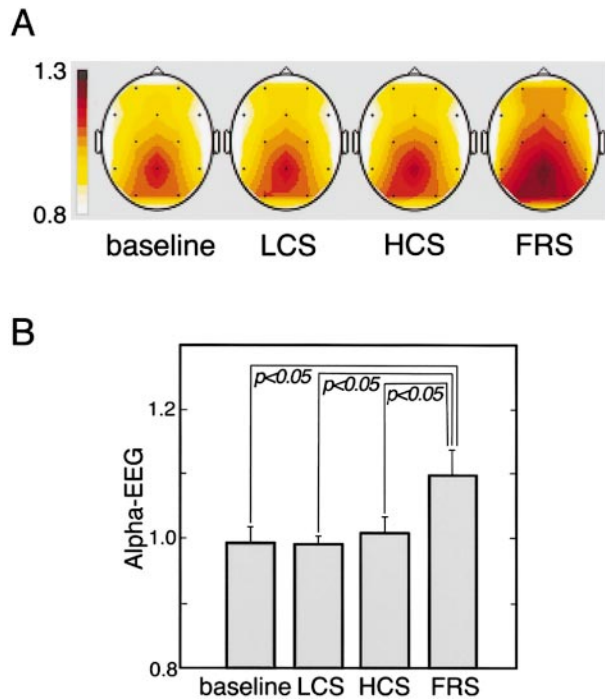 A
1.3
0.8
baseline LCS HCS FRS
B
p<0.05 p<0.05 p<0.05
1.2
1.0
0.8
Alpha-EEG
baseline LCS HCS FRS